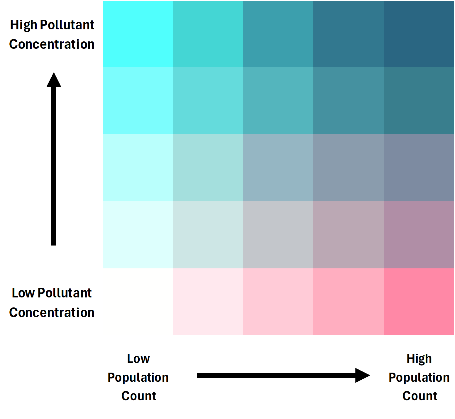 High Pollutant
Concentration
Low Pollutant
Concentration
Low
Population
Count
High
Population
Count